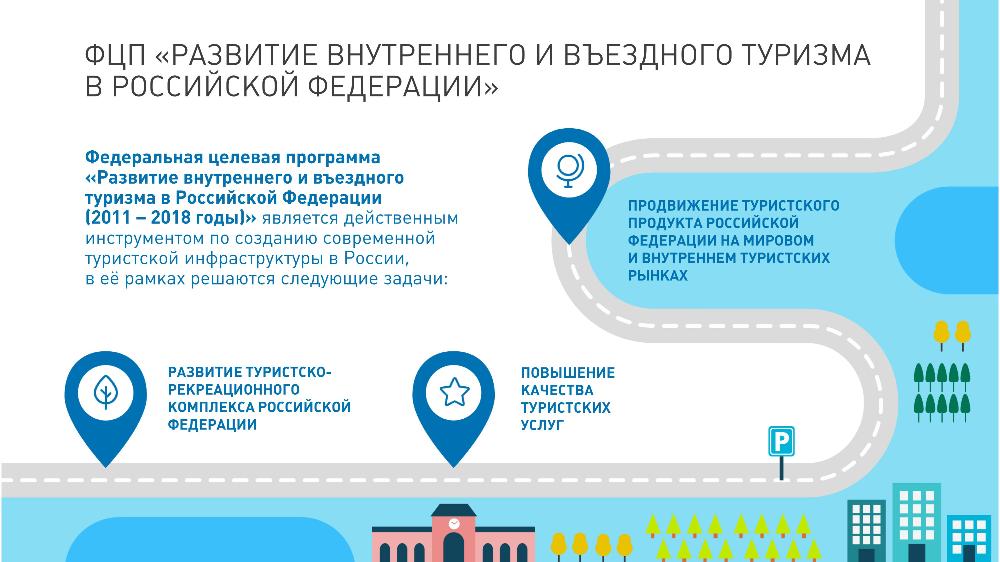 ФЦП «РАЗВИТИЕ ВНУТРЕННЕГО И ВЪЕЗДНОГО ТУРИЗМА
В РОССИЙСКОЙ ФЕДЕРАЦИИ»
Федеральная целевая программа
«Развитие внутреннего и въездного
туризма в Российской Федерации
(2011 – 2018 годы)» является действенным
инструментом по созданию современной
туристской инфраструктуры в России,
в её рамках решаются следующие задачи:
ПРОДВИЖЕНИЕ ТУРИСТСКОГО
ПРОДУКТА РОССИЙСКОЙ
ФЕДЕРАЦИИ НА МИРОВОМ
И ВНУТРЕННЕМ ТУРИСТСКИХ
РЫНКАХ
РАЗВИТИЕ ТУРИСТСКО-
РЕКРЕАЦИОННОГО
КОМПЛЕКСА РОССИЙСКОЙ
ФЕДЕРАЦИИ
ПОВЫШЕНИЕ
КАЧЕСТВА
ТУРИСТСКИХ
УСЛУГ
P